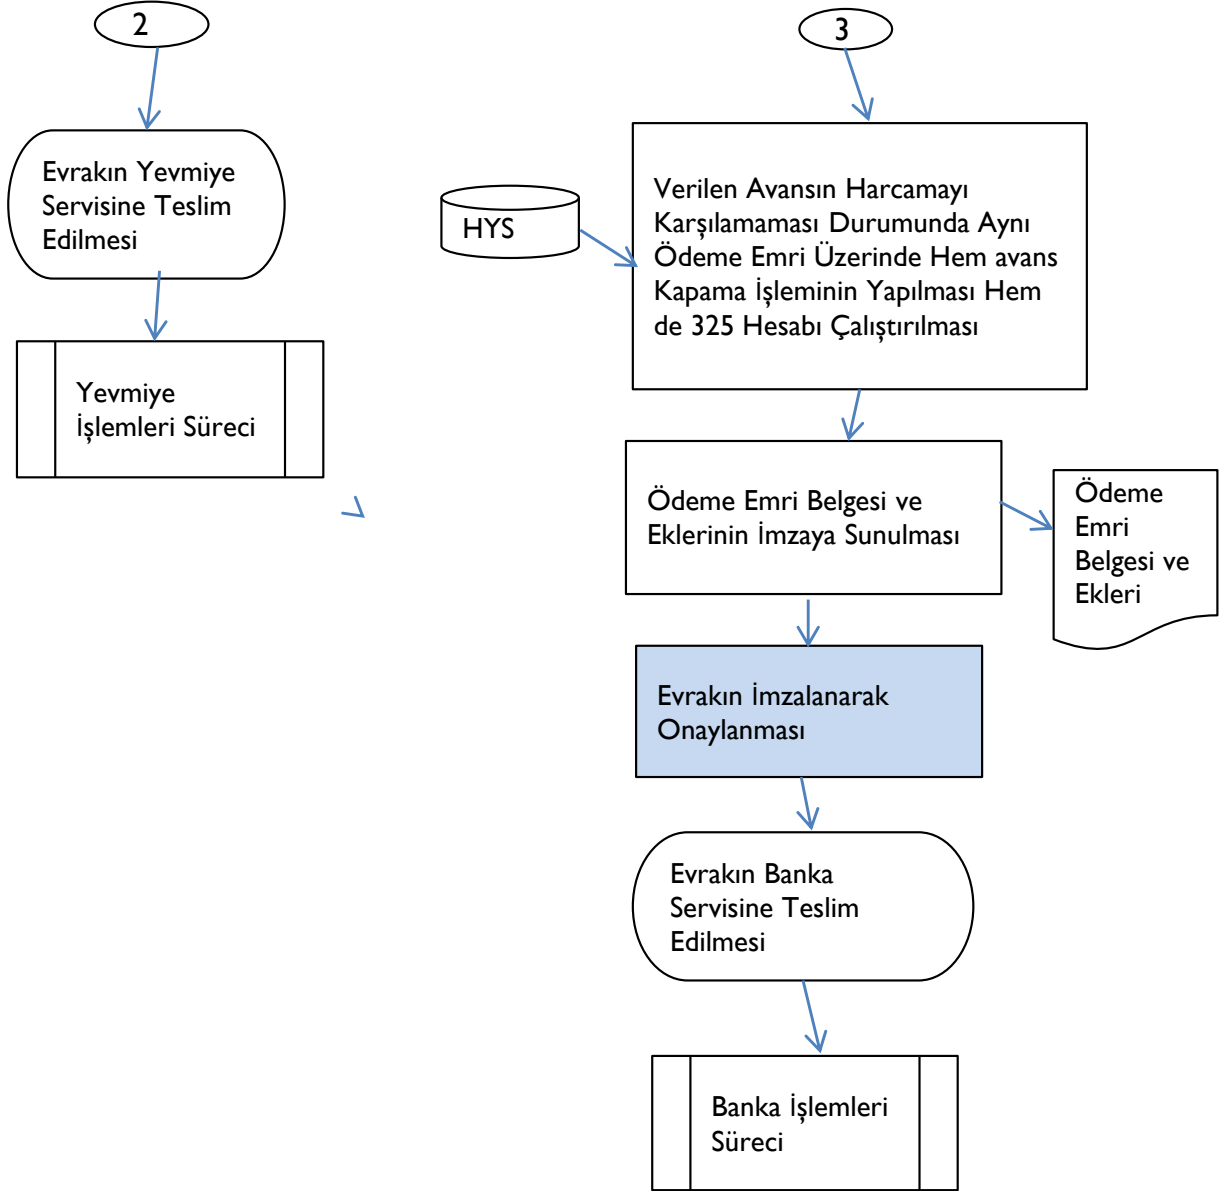 2
Evrakın Yevmiye
Servisine Teslim
Edilmesi
Yevmiye
İşlemleri Süreci
3
HYS
Verilen Avansın Harcamayı
Karşılamaması Durumunda Aynı
Ödeme Emri Üzerinde Hem avans
Kapama İşleminin Yapılması Hem
de 325 Hesabı Çalıştırılması
Ödeme Emri Belgesi ve
Eklerinin İmzaya Sunulması
Ödeme
Emri
Belgesi ve
Ekleri
Evrakın İmzalanarak
Onaylanması
Evrakın Banka
Servisine Teslim
Edilmesi
Banka İşlemleri
Süreci